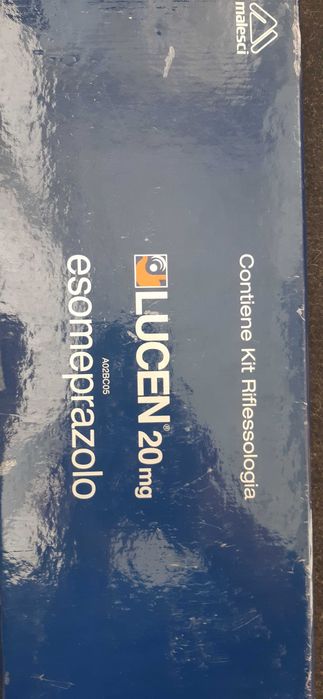 malesci
Contiene Kit Riflessologia
LUCEN® 20 mg
A02BC05
esomeprazolo